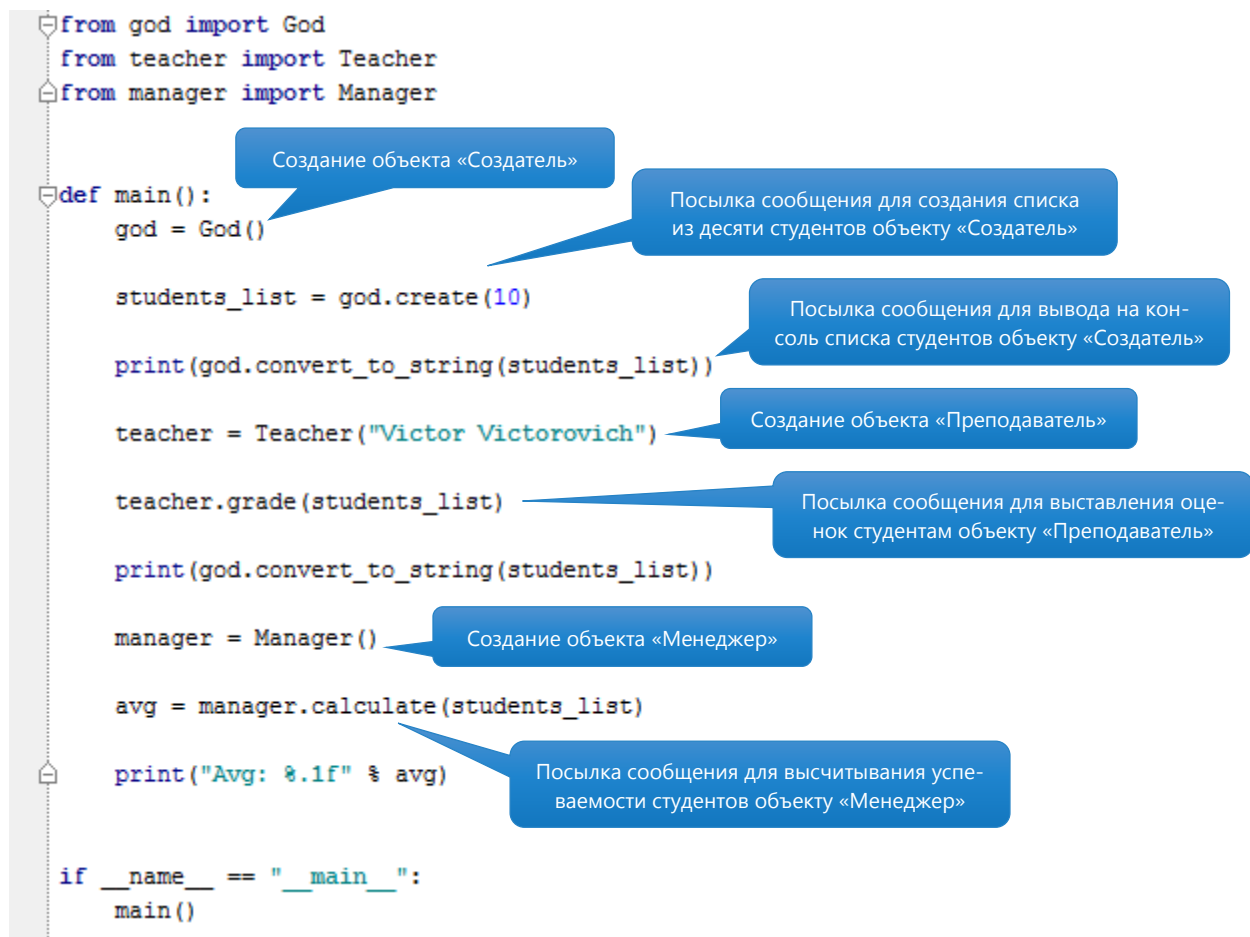 from god import God
from teacher import Teacher
from manager import Manager
Создание объекта «Создатель»
def main():
god = God()
Посылка сообщения для создания списка
из десяти студентов объекту «Создатель»
students_list = god.create(10)
Посылка сообщения для вывода на кон-
соль списка студентов объекту «Создатель»
print(god.convert_to_string(students_list))
Создание объекта «Преподаватель»
teacher = Teacher("Victor Victorovich")
teacher.grade(students_list)
Посылка сообщения для выставления оце-
нок студентам объекту «Преподаватель»
print(god.convert_to_string(students_list))
manager = Manager()
Создание объекта «Менеджер»
avg = manager.calculate(students_list)
Посылка сообщения для высчитывания успе-
ваемости студентов объекту «Менеджер»
print("Avg: %.1f" % avg)
if __name__ == "__main__":
main()